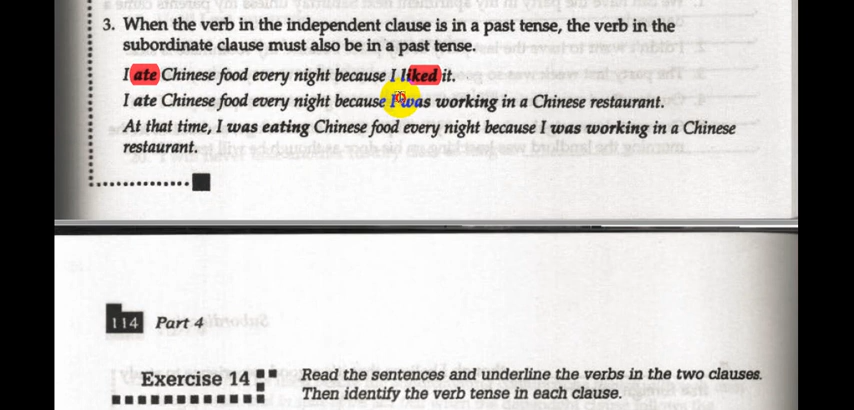 3. When the verb in the independent clause is in a past tense, the verb in the
subordinate clause must also be in a past tense.
I ate Chinese food every night because I liked it.
I ate Chinese food every night because I was working in a Chinese restaurant.
At that time, I was eating Chinese food every night because I was working in a Chinese
restaurant.
114 Part 4
Exercise 14
Read the sentences and underline the verbs in the two clauses.
Then identify the verb tense in each clause.